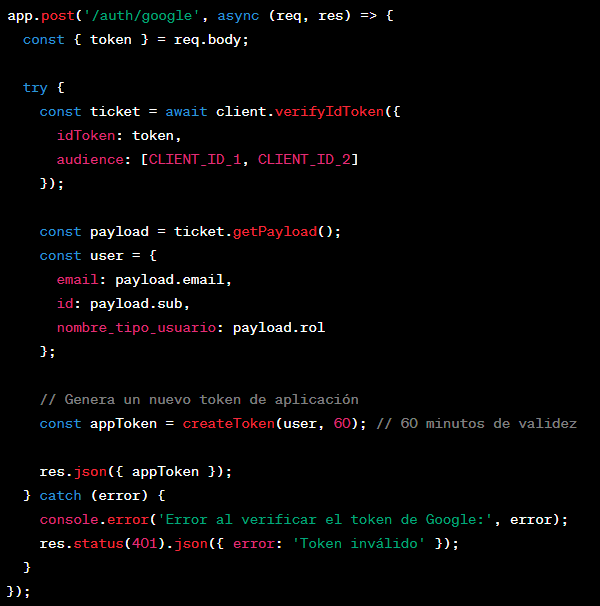 app.post('/auth/google', async (req, res) => {
const { token } = req.body;
try {
const ticket = await client.verifyIdToken({
idToken: token,
audience: [CLIENT_ID_1, CLIENT_ID_2]
});
const payload = ticket.getPayload();
const user = {
email: payload.email,
id: payload.sub,
nombre_tipo_usuario: payload.rol
};
// Genera un nuevo token de aplicación
const appToken = createToken(user, 60); // 60 minutos de validez
res.json({ appToken });
} catch (error) {
console.error('Error al verificar el token de Google:', error);
res.status(401).json({ error: 'Token inválido' });
}
});